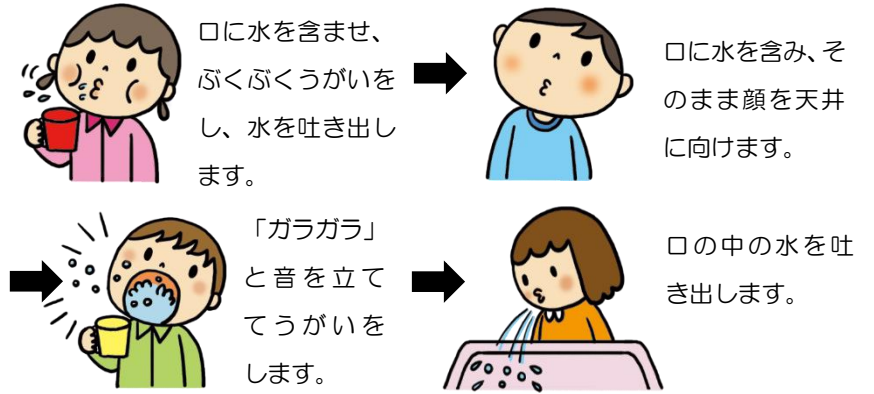 口に水を含ませ、
ぶくぶくうがいを
し、水を吐き出し
ます。
口に水を含み、そ
のまま顔を天井
に向けます。
「ガラガラ」
と音を立て
てうがいを
します。
口の中の水を吐
き出します。